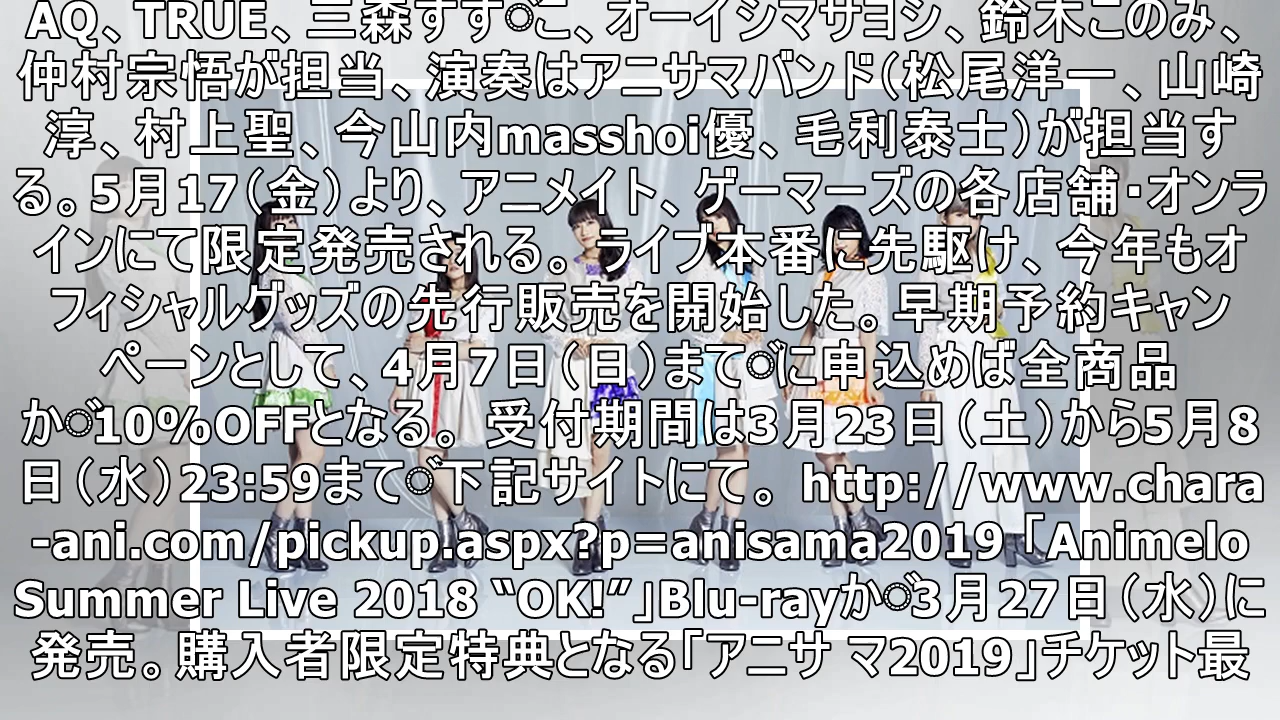 AQ、TRUE、三森すずこ、オーイシマサヨシ、鈴木このみ、
仲村宗悟が担当、演奏はアニサマバンド（松尾洋一 、山崎
淳、村上聖、今山内masshoi優、毛利泰士）が担当す
る。5月17（金）より、アニメイト、ゲーマーズの各店舗・オンラ
インにて限定発売される。 ライブ本番に先駆け、今年もオ
フィシャルグッズの先行販売を開始した。早期予約キャン
ペーンとして、4月7日（日）までに申込めば全商品
が10%OFFとなる。 受付期間は3月23日（土）から5月8
日（水）23:59まで下記サイトにて。 http://www.chara
-ani.com/pickup.aspx?p=anisama2019 「Animelo
Summer Live 2018 “OK!”」Blu-rayが3月27日（水）に
発売。購入者限定特典となる「アニサ マ2019」チケット最